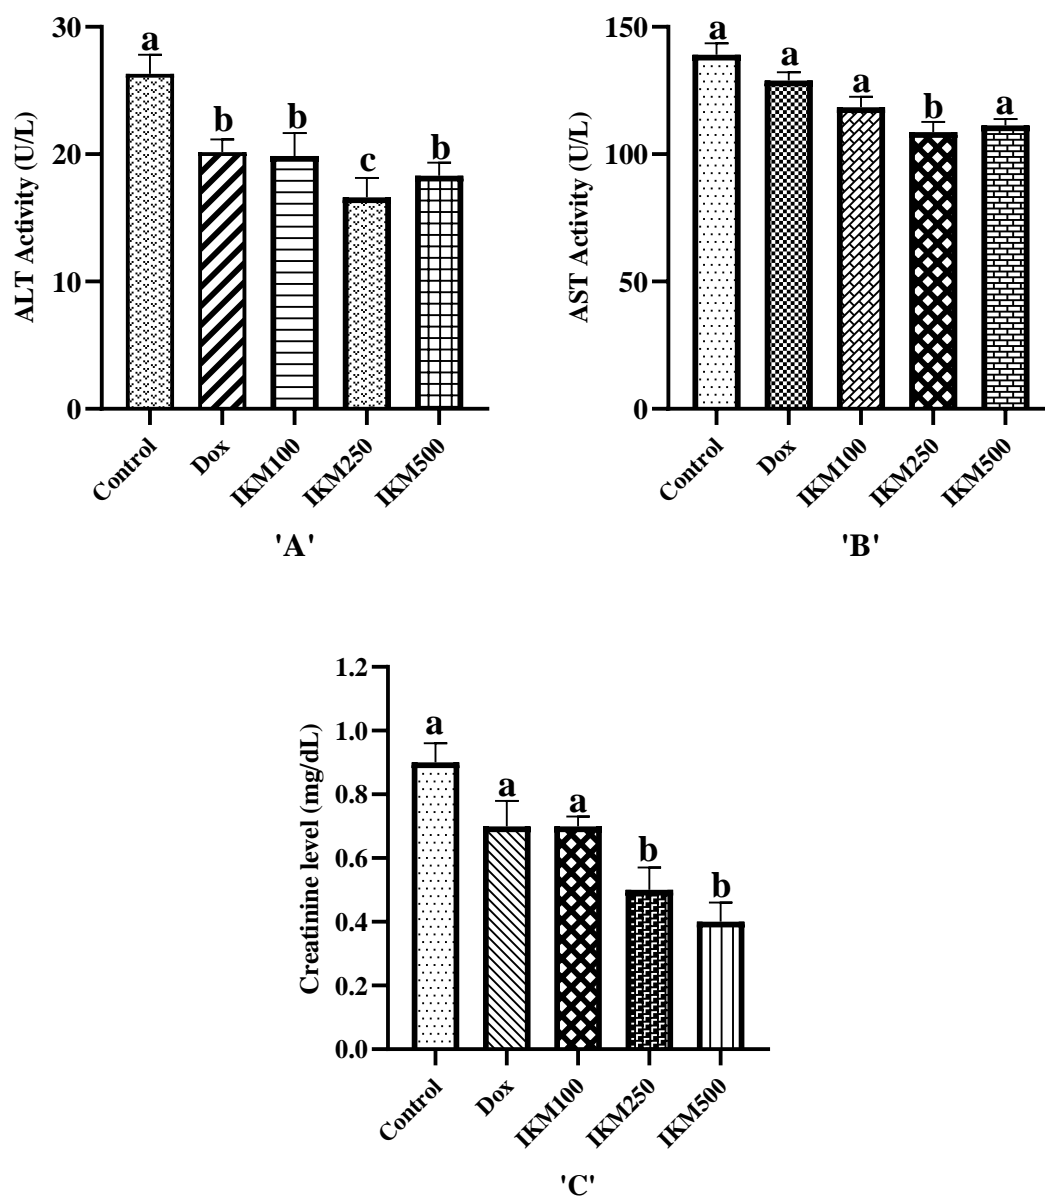 ALT Activity (U/L)
30
20
10
0
a
b
b
c
b
Control
Dox
IKM100
IKM250
IKM500
'A'
AST Activity (U/L)
150
100
50
0
a
a
a
b
a
Control
Dox
IKM100
IKM250
IKM500
'B'
Creatinine level (mg/dL)
1.2
1.0
0.8
0.6
0.4
0.2
0.0
a
a
a
b
b
Control
Dox
IKM100
IKM250
IKM500
'C'